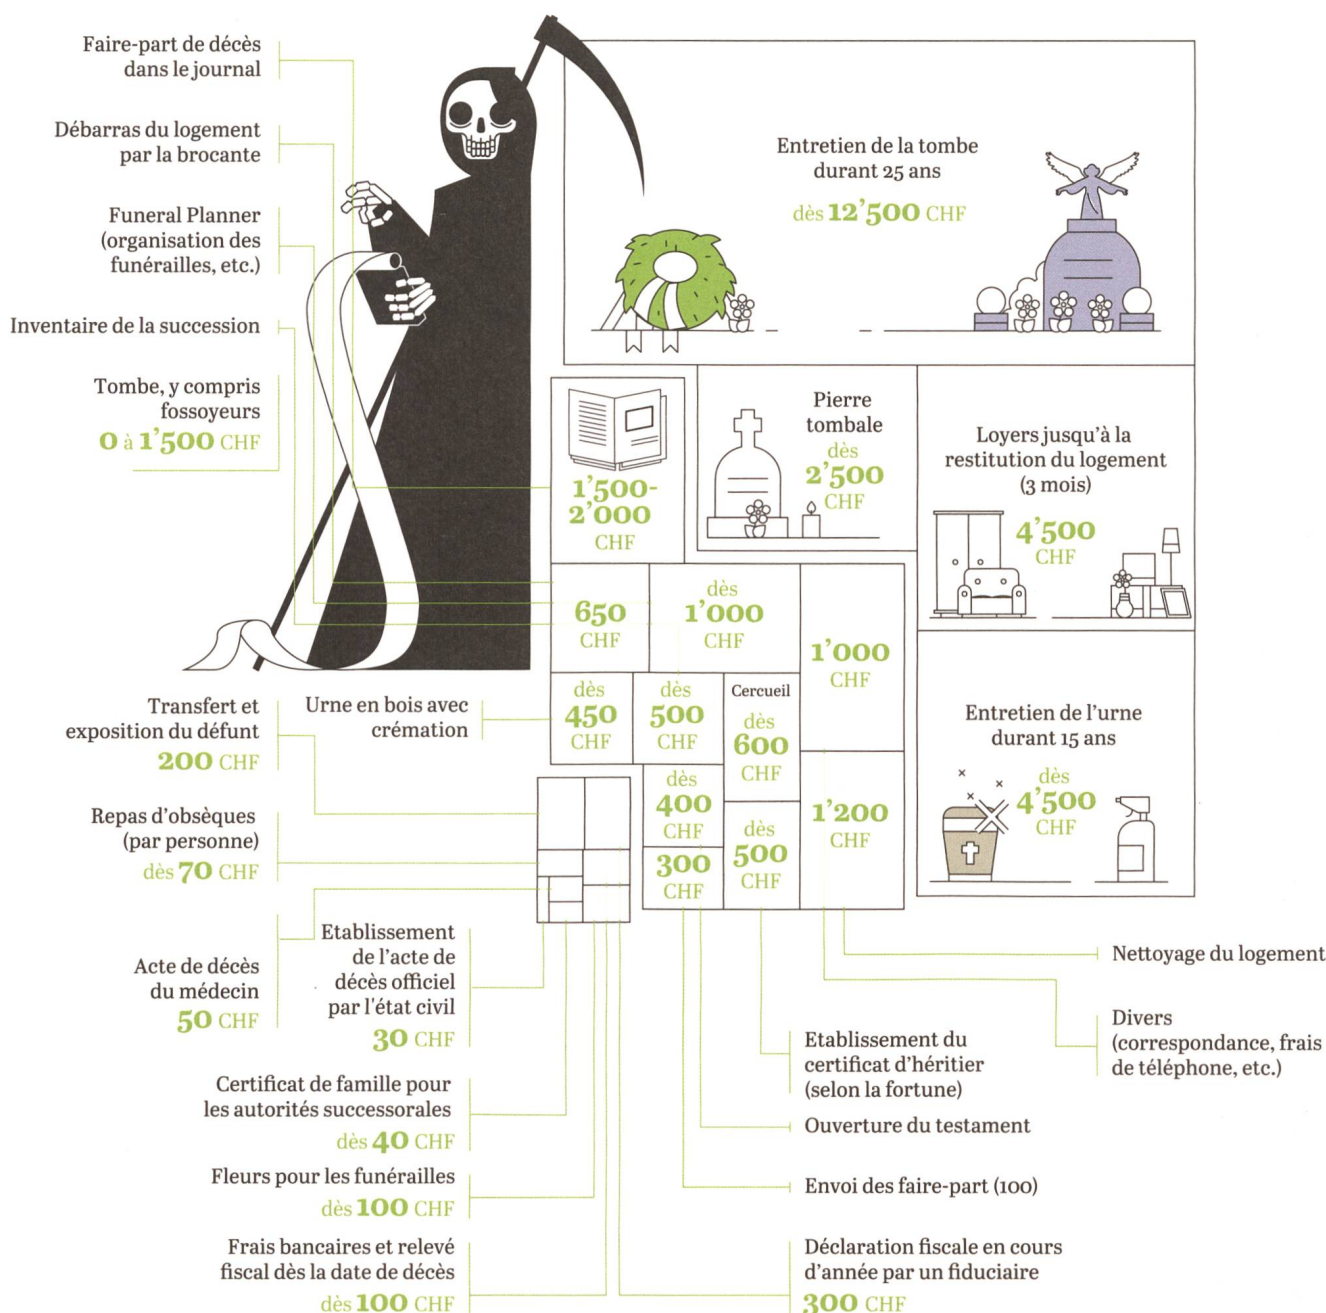 Faire-part de décès
dans le journal
Débarras du logement
par la brocante
Funeral Planner
(organisation des
funérailles, etc.)
Inventaire de la succession
Tombe, y compris
fossoyeurs
0 à 1’500 CHF
Entretien de la tombe
durant 25 ans
dès 12’500 CHF
1’500-
2’000
CHF
Pierre
tombale
dès
2’500
CHF
Loyers jusqu’à la
restitution du logement
(3 mois)
4’500
CHF
650
CHF
dès
1’000
CHF
1’000
CHF
Urne en bois avec
crémation
dès
450
CHF
dès
500
CHF
Cercueil
dès
600
CHF
Entretien de l’urne
durant 15 ans
dès
4’500
CHF
dès
400
CHF
300
CHF
dès
500
CHF
1’200
CHF
Transfert et
exposition du défunt
200 CHF
Repas d’obsèques
(par personne)
dès 70 CHF
Acte de décès
du médecin
50 CHF
Etablissement
de l’acte de
décès officiel
par l'état civil
30 CHF
Certificat de famille pour
les autorités successorales
dès 40 CHF
Fleurs pour les funérailles
dès 100 CHF
Frais bancaires et relevé
fiscal dès la date de décès
dès 100 CHF
Nettoyage du logement
Divers
(correspondance, frais
de téléphone, etc.)
Etablissement du
certificat d’héritier
(selon la fortune)
Ouverture du testament
Envoi des faire-part (100)
Déclaration fiscale en cours
d’année par un fiduciaire
300 CHF